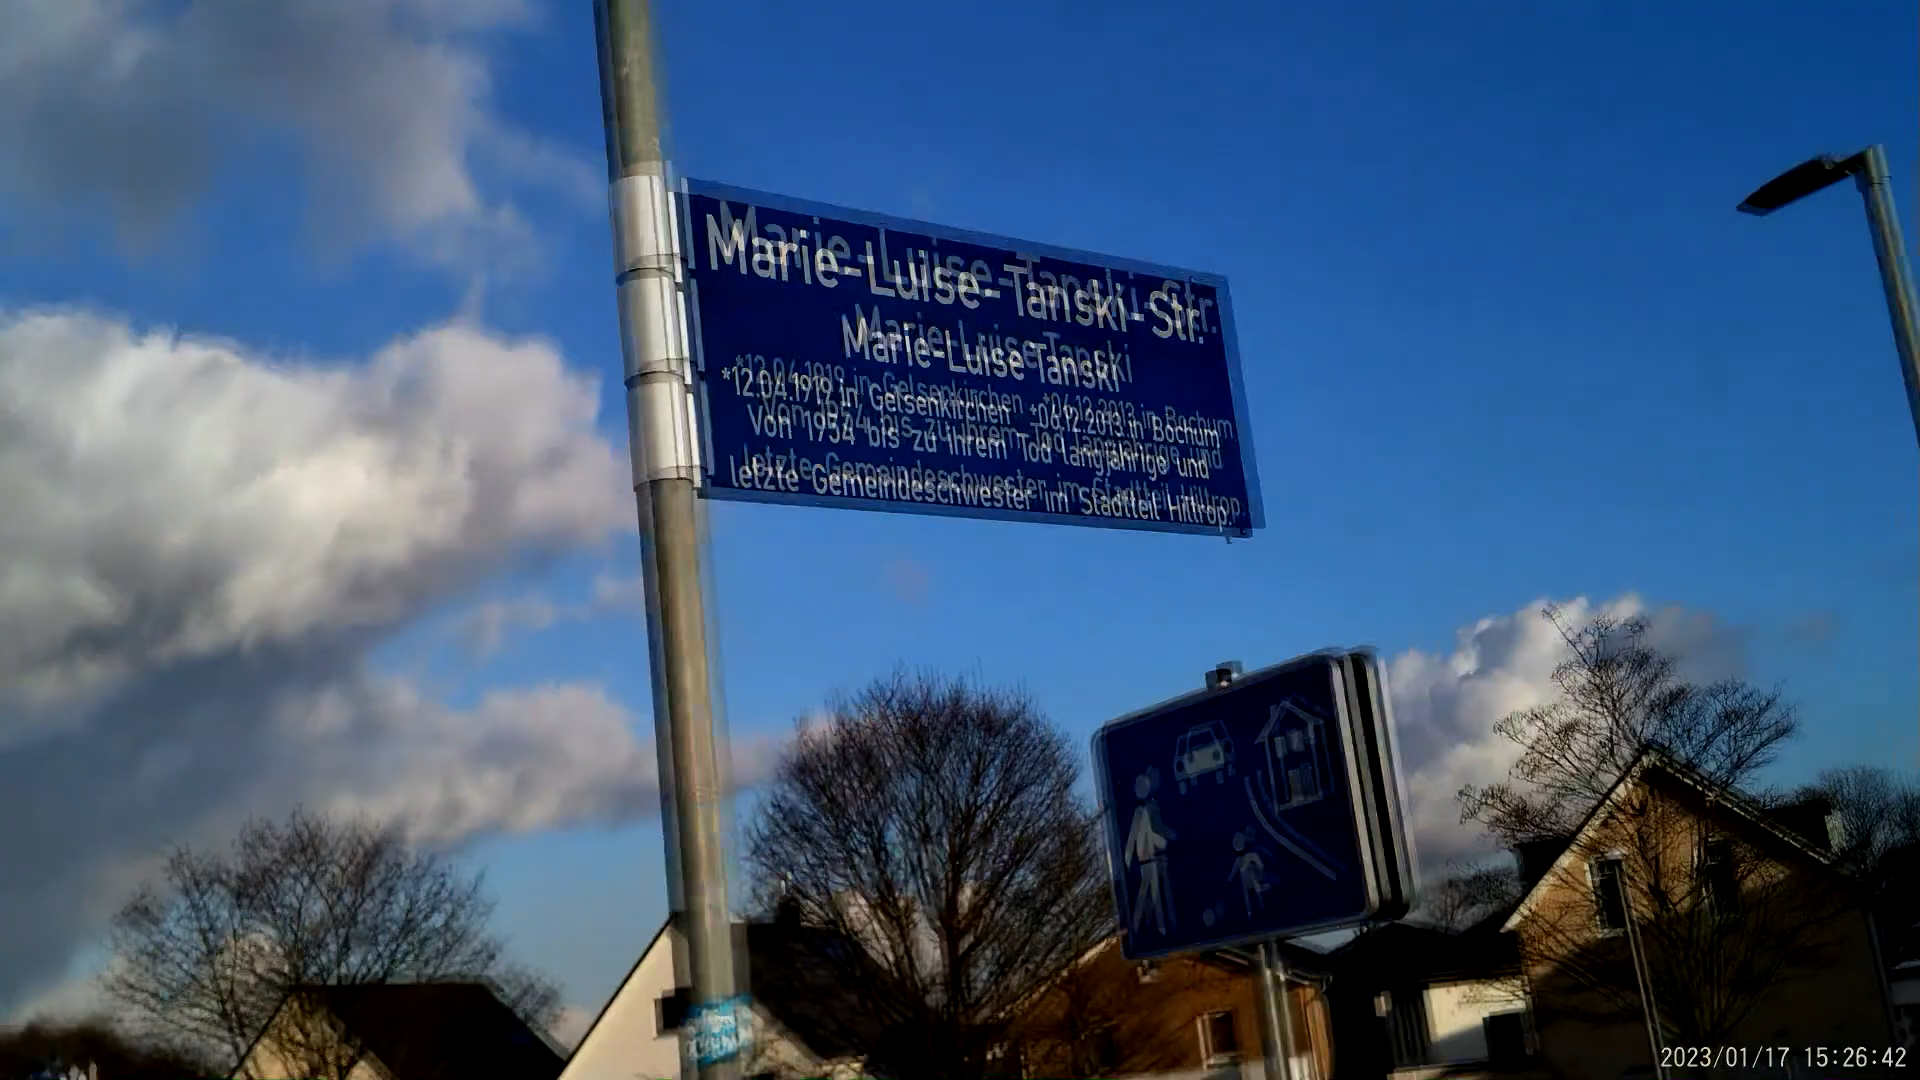 Marie-Luise-Tanski-Str.
Marie-Luise Tanski
*12.04.1919 in Gelsenkirchen +06.12.2013 in Bochum
Von 1954 bis zu ihrem Tod langjährige und
letzte Gemeindeschwester im Stadtteil Hiltrop.
2023/01/17 15:26:42